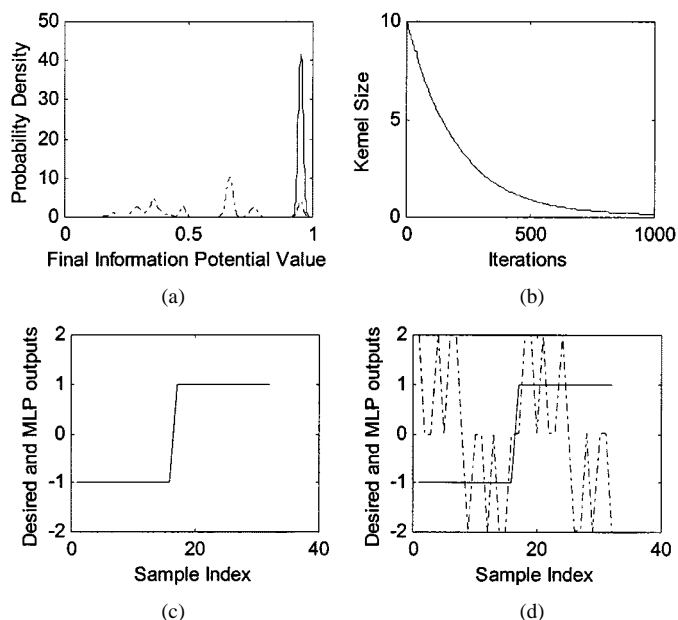 50
40
30
20
10
0
0 0.5 1
Probability Density
Final Information Potential Value
(a)
10
5
0
0 500 1000
Kernel Size
Iterations
(b)
2
1
0
-1
-2
0 20 40
Desired and MLP outputs
Sample Index
(c)
2
1
0
-1
-2
0 20 40
Desired and MLP outputs
Sample Index
(d)